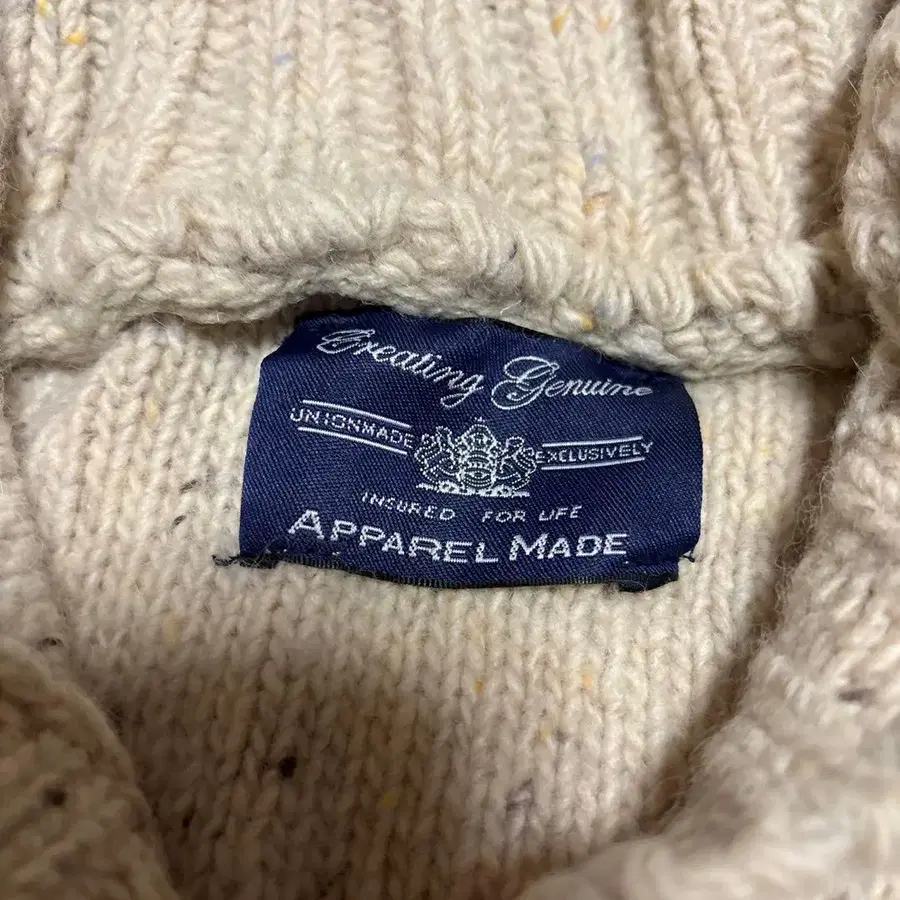 Creating Genuine
UNIONMADE EXCLUSIVELY
INSURED FOR LIFE
APPAREL MADE